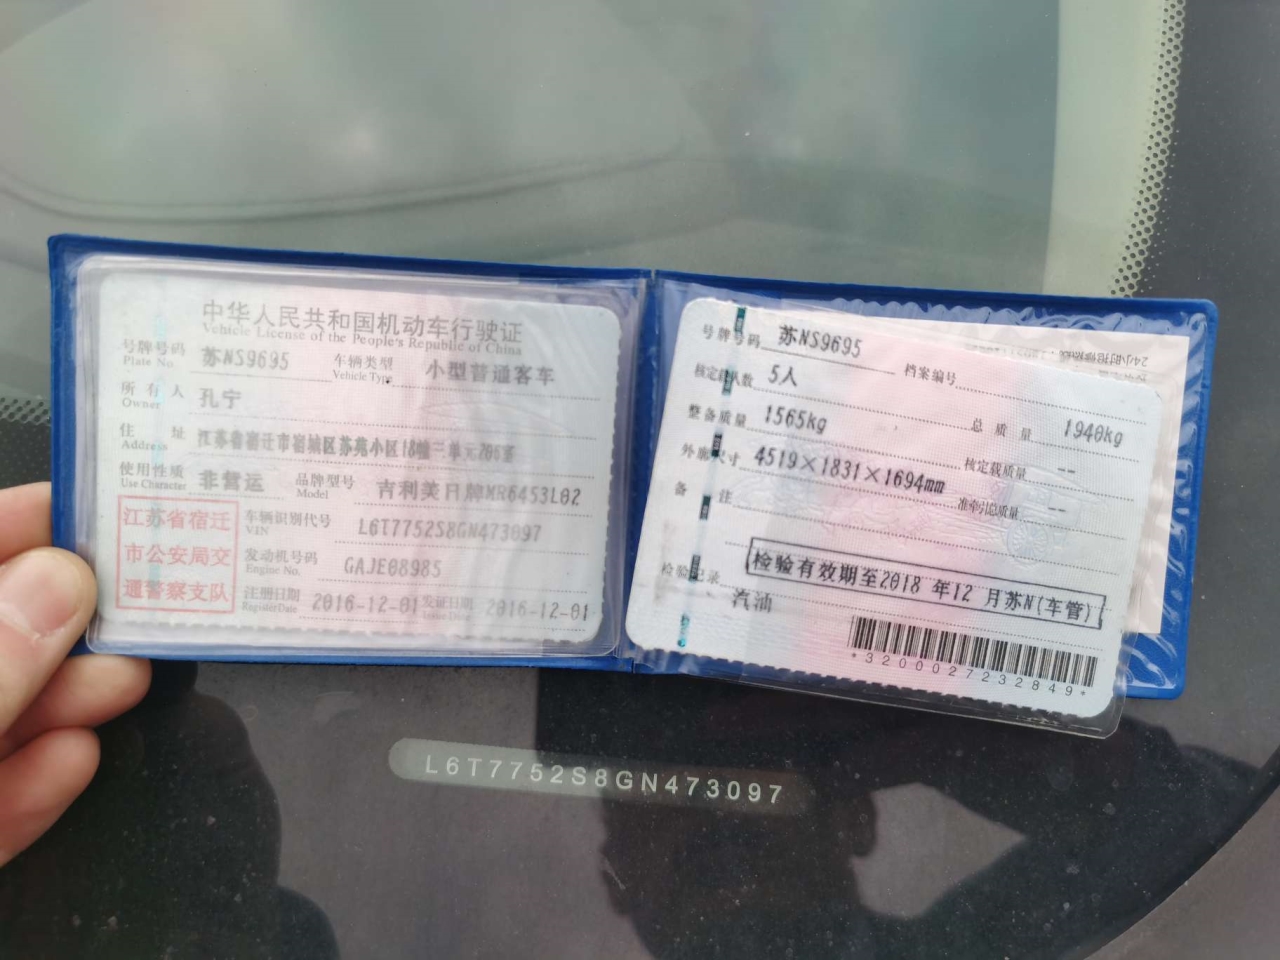 中华人民共和国机动车行驶证
Vehicle License of the People's Republic of China
号牌号码 苏NS9695 车辆类型 小型普通客车
Plate No. Vehicle Type
所有人 孔宁
Owner
住址 江苏省宿迁市宿城区苏苑小区18幢二单元706室
Address
使用性质 非营运 品牌型号 吉利美日牌MR6453L02
Use Character Model
江苏省宿迁
市公安局交
通警察支队
车辆识别代号 L6T7752S8GN473097
VIN
发动机号码 GAJE08985
Engine No.
注册日期 2016-12-01 发证日期 2016-12-01
Register Date Issue Date
号牌号码 苏NS9695 档案编号
核定载人数 5人 总质量 1940kg
整备质量 1565kg 核定载质量 --
外廓尺寸 4519×1831×1694mm 准牵引总质量 --
备注
检验有效期至2018年12月苏N(车管)
检验记录
汽油
*3200027232849*
L6T7752S8GN473097